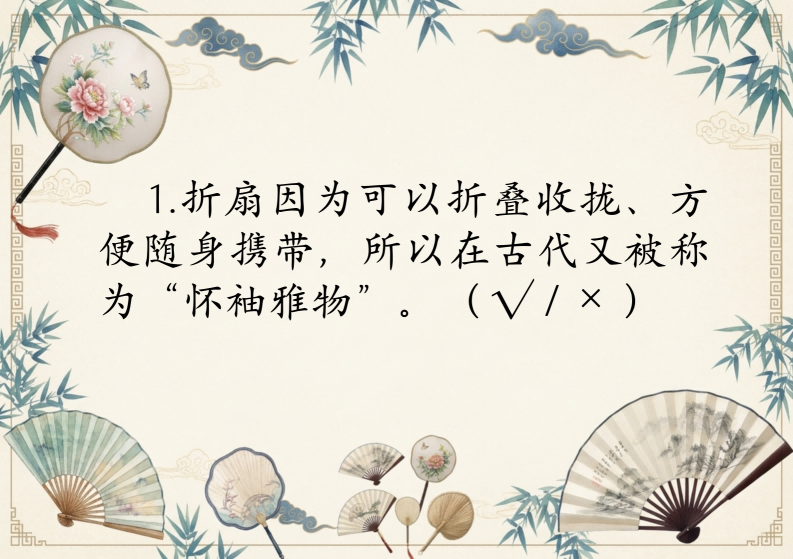 1.折扇因为可以折叠收拢、方
便随身携带，所以在古代又被称
为“怀袖雅物”。（√/×）